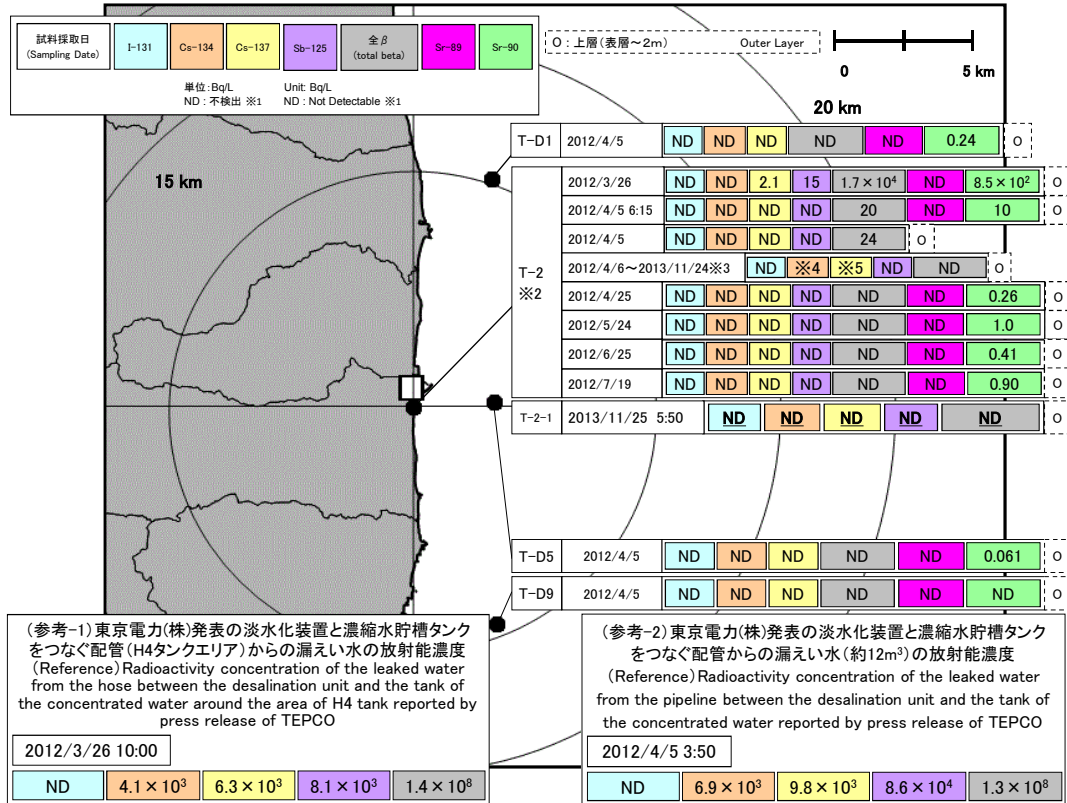 試料採取日
(Sampling Date)
I-131
Cs-134
Cs-137
Sb-125
全β
(total beta)
Sr-89
Sr-90
単位:Bq/L Unit: Bq/L
ND : 不検出 ※1 ND : Not Detectable ※1
O : 上層(表層～2m) Outer Layer
0 5 km
20 km
15 km
T-D1 2012/4/5 ND ND ND ND ND 0.24 O
T-2
※2
2012/3/26 ND ND 2.1 15 1.7×10⁴ ND 8.5×10² O
2012/4/5 6:15 ND ND ND ND 20 ND 10 O
2012/4/5 ND ND ND ND 24 O
2012/4/6～2013/11/24※3 ND ※4 ※5 ND ND O
2012/4/25 ND ND ND ND ND ND 0.26 O
2012/5/24 ND ND ND ND ND ND 1.0 O
2012/6/25 ND ND ND ND ND ND 0.41 O
2012/7/19 ND ND ND ND ND ND 0.90 O
T-2-1 2013/11/25 5:50 ND ND ND ND ND O
T-D5 2012/4/5 ND ND ND ND ND 0.061 O
T-D9 2012/4/5 ND ND ND ND ND ND O
(参考-1)東京電力(株)発表の淡水化装置と濃縮水貯槽タンク
をつなぐ配管(H4タンクエリア)からの漏えい水の放射能濃度
(Reference)Radioactivity concentration of the leaked water
from the hose between the desalination unit and the tank of
the concentrated water around the area of H4 tank reported by
press release of TEPCO
2012/3/26 10:00
ND 4.1×10³ 6.3×10³ 8.1×10³ 1.4×10⁸
(参考-2)東京電力(株)発表の淡水化装置と濃縮水貯槽タンク
をつなぐ配管からの漏えい水(約12m³)の放射能濃度
(Reference)Radioactivity concentration of the leaked water
from the pipeline between the desalination unit and the tank of
the concentrated water reported by press release of TEPCO
2012/4/5 3:50
ND 6.9×10³ 9.8×10³ 8.6×10⁴ 1.3×10⁸